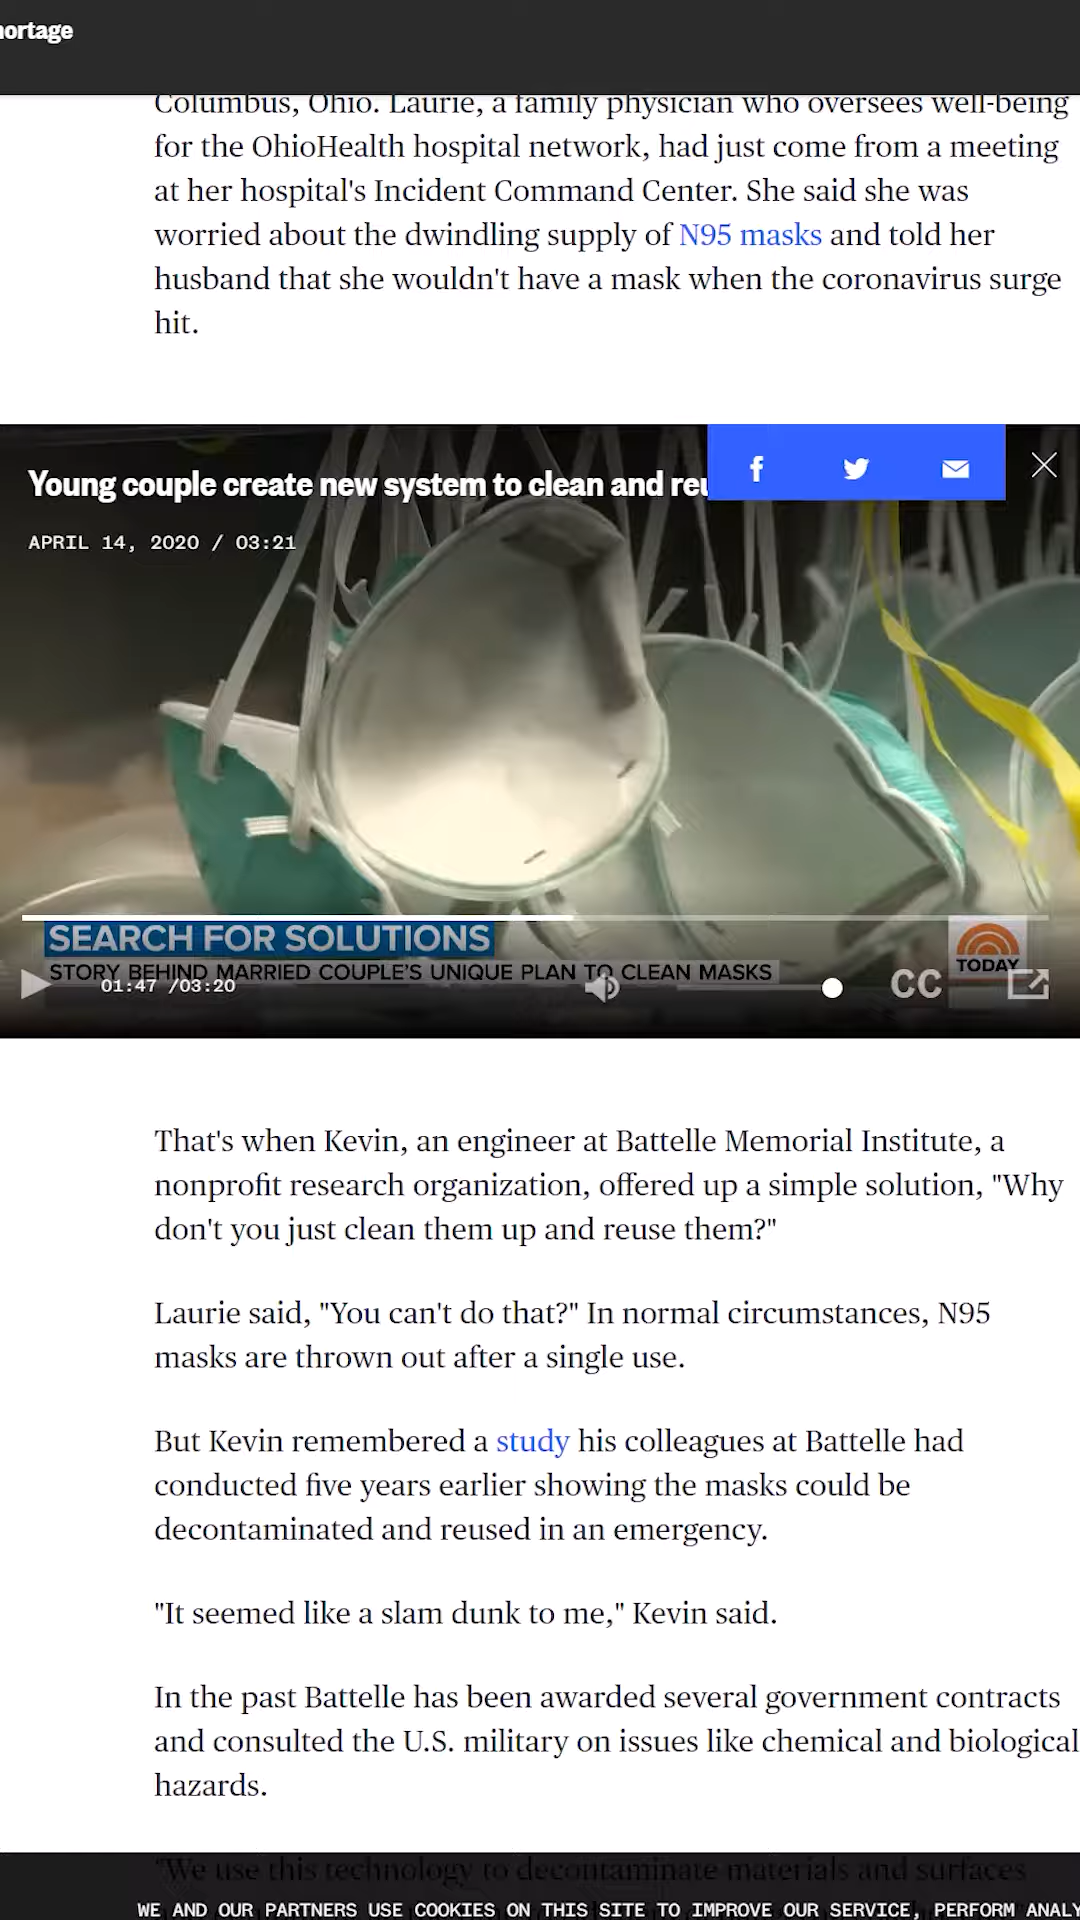 ortage
Columbus, Ohio. Laurie, a family physician who oversees well-being
for the OhioHealth hospital network, had just come from a meeting
at her hospital's Incident Command Center. She said she was
worried about the dwindling supply of N95 masks and told her
husband that she wouldn't have a mask when the coronavirus surge
hit.
Young couple create new system to clean and reu
APRIL 14, 2020 / 03:21
SEARCH FOR SOLUTIONS
STORY BEHIND MARRIED COUPLE'S UNIQUE PLAN TO CLEAN MASKS
TODAY
01:47 /03:20
CC
That's when Kevin, an engineer at Battelle Memorial Institute, a
nonprofit research organization, offered up a simple solution, "Why
don't you just clean them up and reuse them?"
Laurie said, "You can't do that?" In normal circumstances, N95
masks are thrown out after a single use.
But Kevin remembered a study his colleagues at Battelle had
conducted five years earlier showing the masks could be
decontaminated and reused in an emergency.
"It seemed like a slam dunk to me," Kevin said.
In the past Battelle has been awarded several government contracts
and consulted the U.S. military on issues like chemical and biological
hazards.
"We use this technology to decontaminate materials and surfaces
WE AND OUR PARTNERS USE COOKIES ON THIS SITE TO IMPROVE OUR SERVICE, PERFORM ANALY